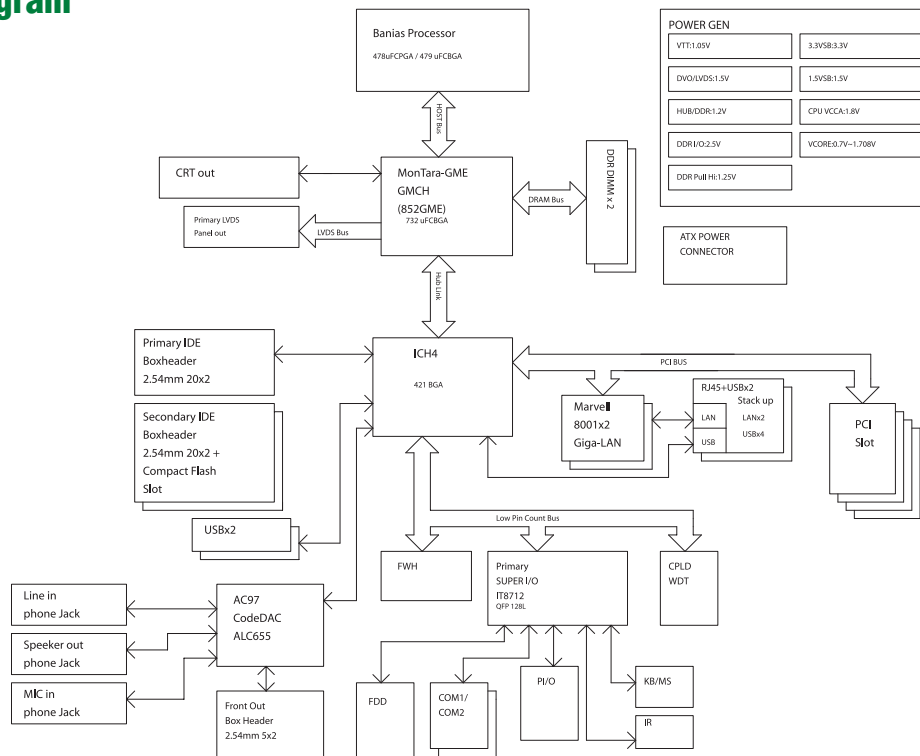 gram
Banias Processor
478uFCPGA / 479 uFCBGA
HOST Bus
POWER GEN
VTT:1.05V
3.3VSB:3.3V
DVO/LVDS:1.5V
1.5VSB:1.5V
HUB/DDR:1.2V
CPU VCCA:1.8V
DDR I/O:2.5V
VCORE:0.7V~1.708V
DDR Pull Hi:1.25V
CRT out
MonTara-GME
GMCH
(852GME)
732 uFCBGA
DRAM Bus
DDR DIMM x 2
Primary LVDS
Panel out
LVDS Bus
ATX POWER
CONNECTOR
Hub Link
Primary IDE
Boxheader
2.54mm 20x2
ICH4
421 BGA
PCI BUS
Secondary IDE
Boxheader
2.54mm 20x2 +
Compact Flash
Slot
Marvell
8001x2
Giga-LAN
RJ45+USBx2
Stack up
LAN
LANx2
USBx4
USB
PCI
Slot
USBx2
Low Pin Count Bus
FWH
Primary
SUPER I/O
IT8712
QFP 128L
CPLD
WDT
Line in
phone Jack
Speeker out
phone Jack
MIC in
phone Jack
AC97
CodeDAC
ALC655
Front Out
Box Header
2.54mm 5x2
FDD
COM1/
COM2
PI/O
KB/MS
IR